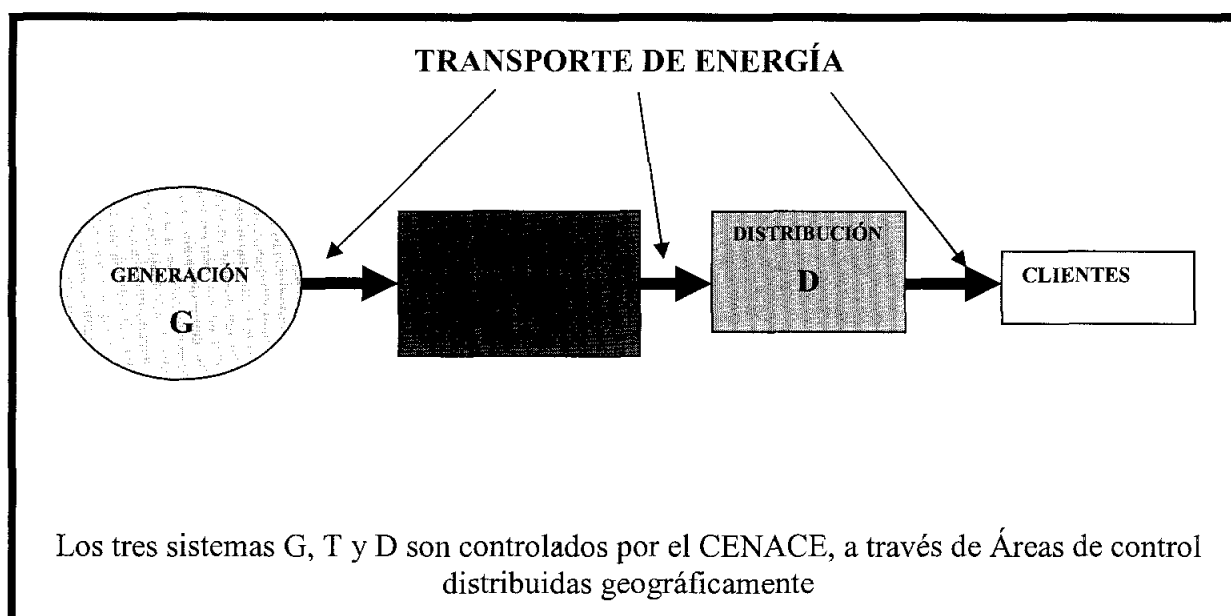 TRANSPORTE DE ENERGÍA
GENERACIÓN
G
DISTRIBUCIÓN
D
CLIENTES
Los tres sistemas G, T y D son controlados por el CENACE, a través de Áreas de control
distribuidas geográficamente